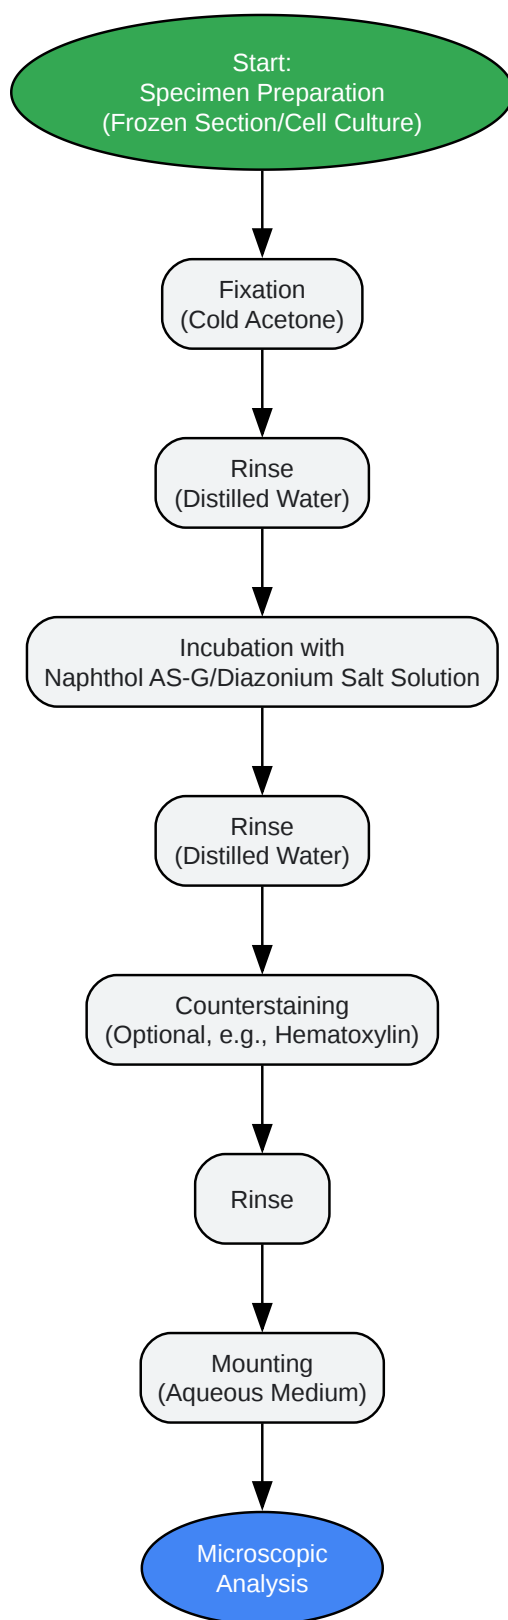 Start:
Specimen Preparation
(Frozen Section/Cell Culture)
Fixation
(Cold Acetone)
Rinse
(Distilled Water)
Incubation with
Naphthol AS-G/Diazonium Salt Solution
Rinse
(Distilled Water)
Counterstaining
(Optional, e.g., Hematoxylin)
Rinse
Mounting
(Aqueous Medium)
Microscopic
Analysis